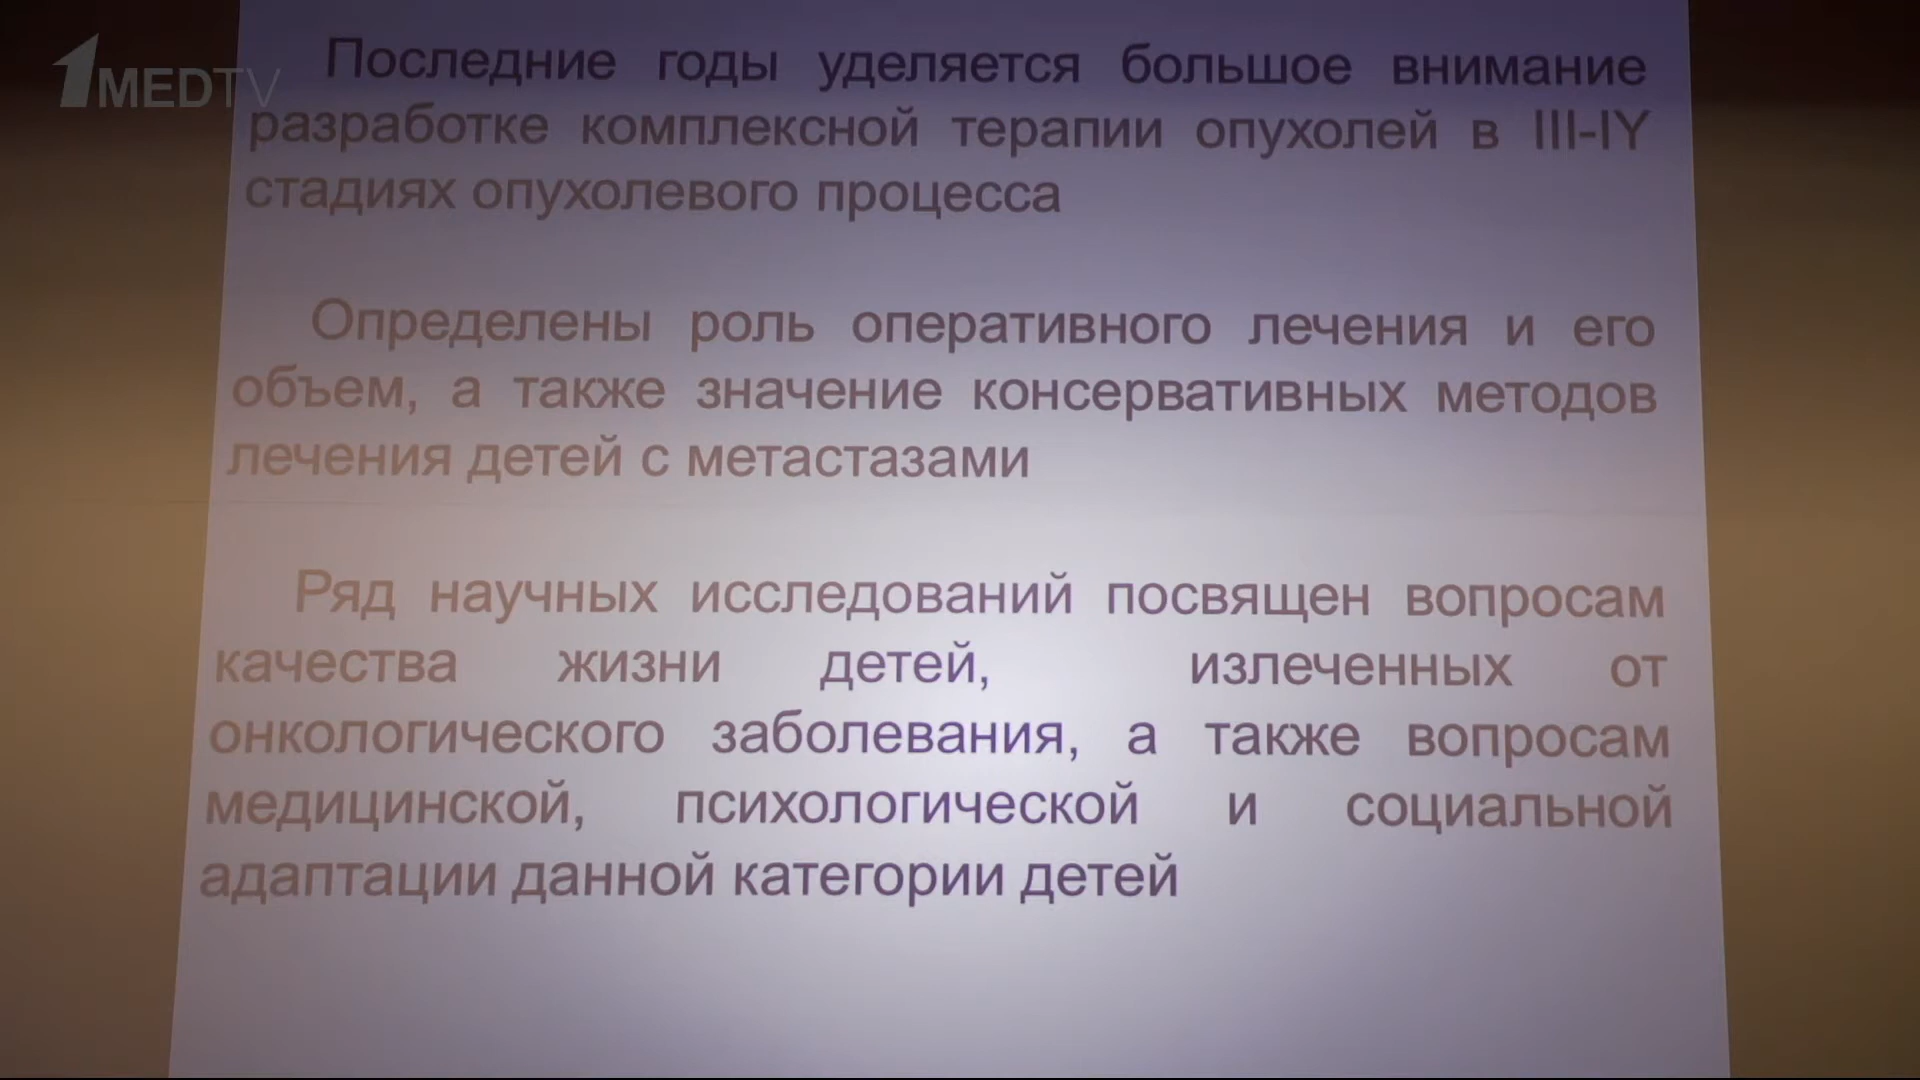 1MEDTV
Последние годы уделяется большое внимание
разработке комплексной терапии опухолей в III-IY
стадиях опухолевого процесса
Определены роль оперативного лечения и его
объем, а также значение консервативных методов
лечения детей с метастазами
Ряд научных исследований посвящен вопросам
качества жизни детей, излеченных от
онкологического заболевания, а также вопросам
медицинской, психологической и социальной
адаптации данной категории детей